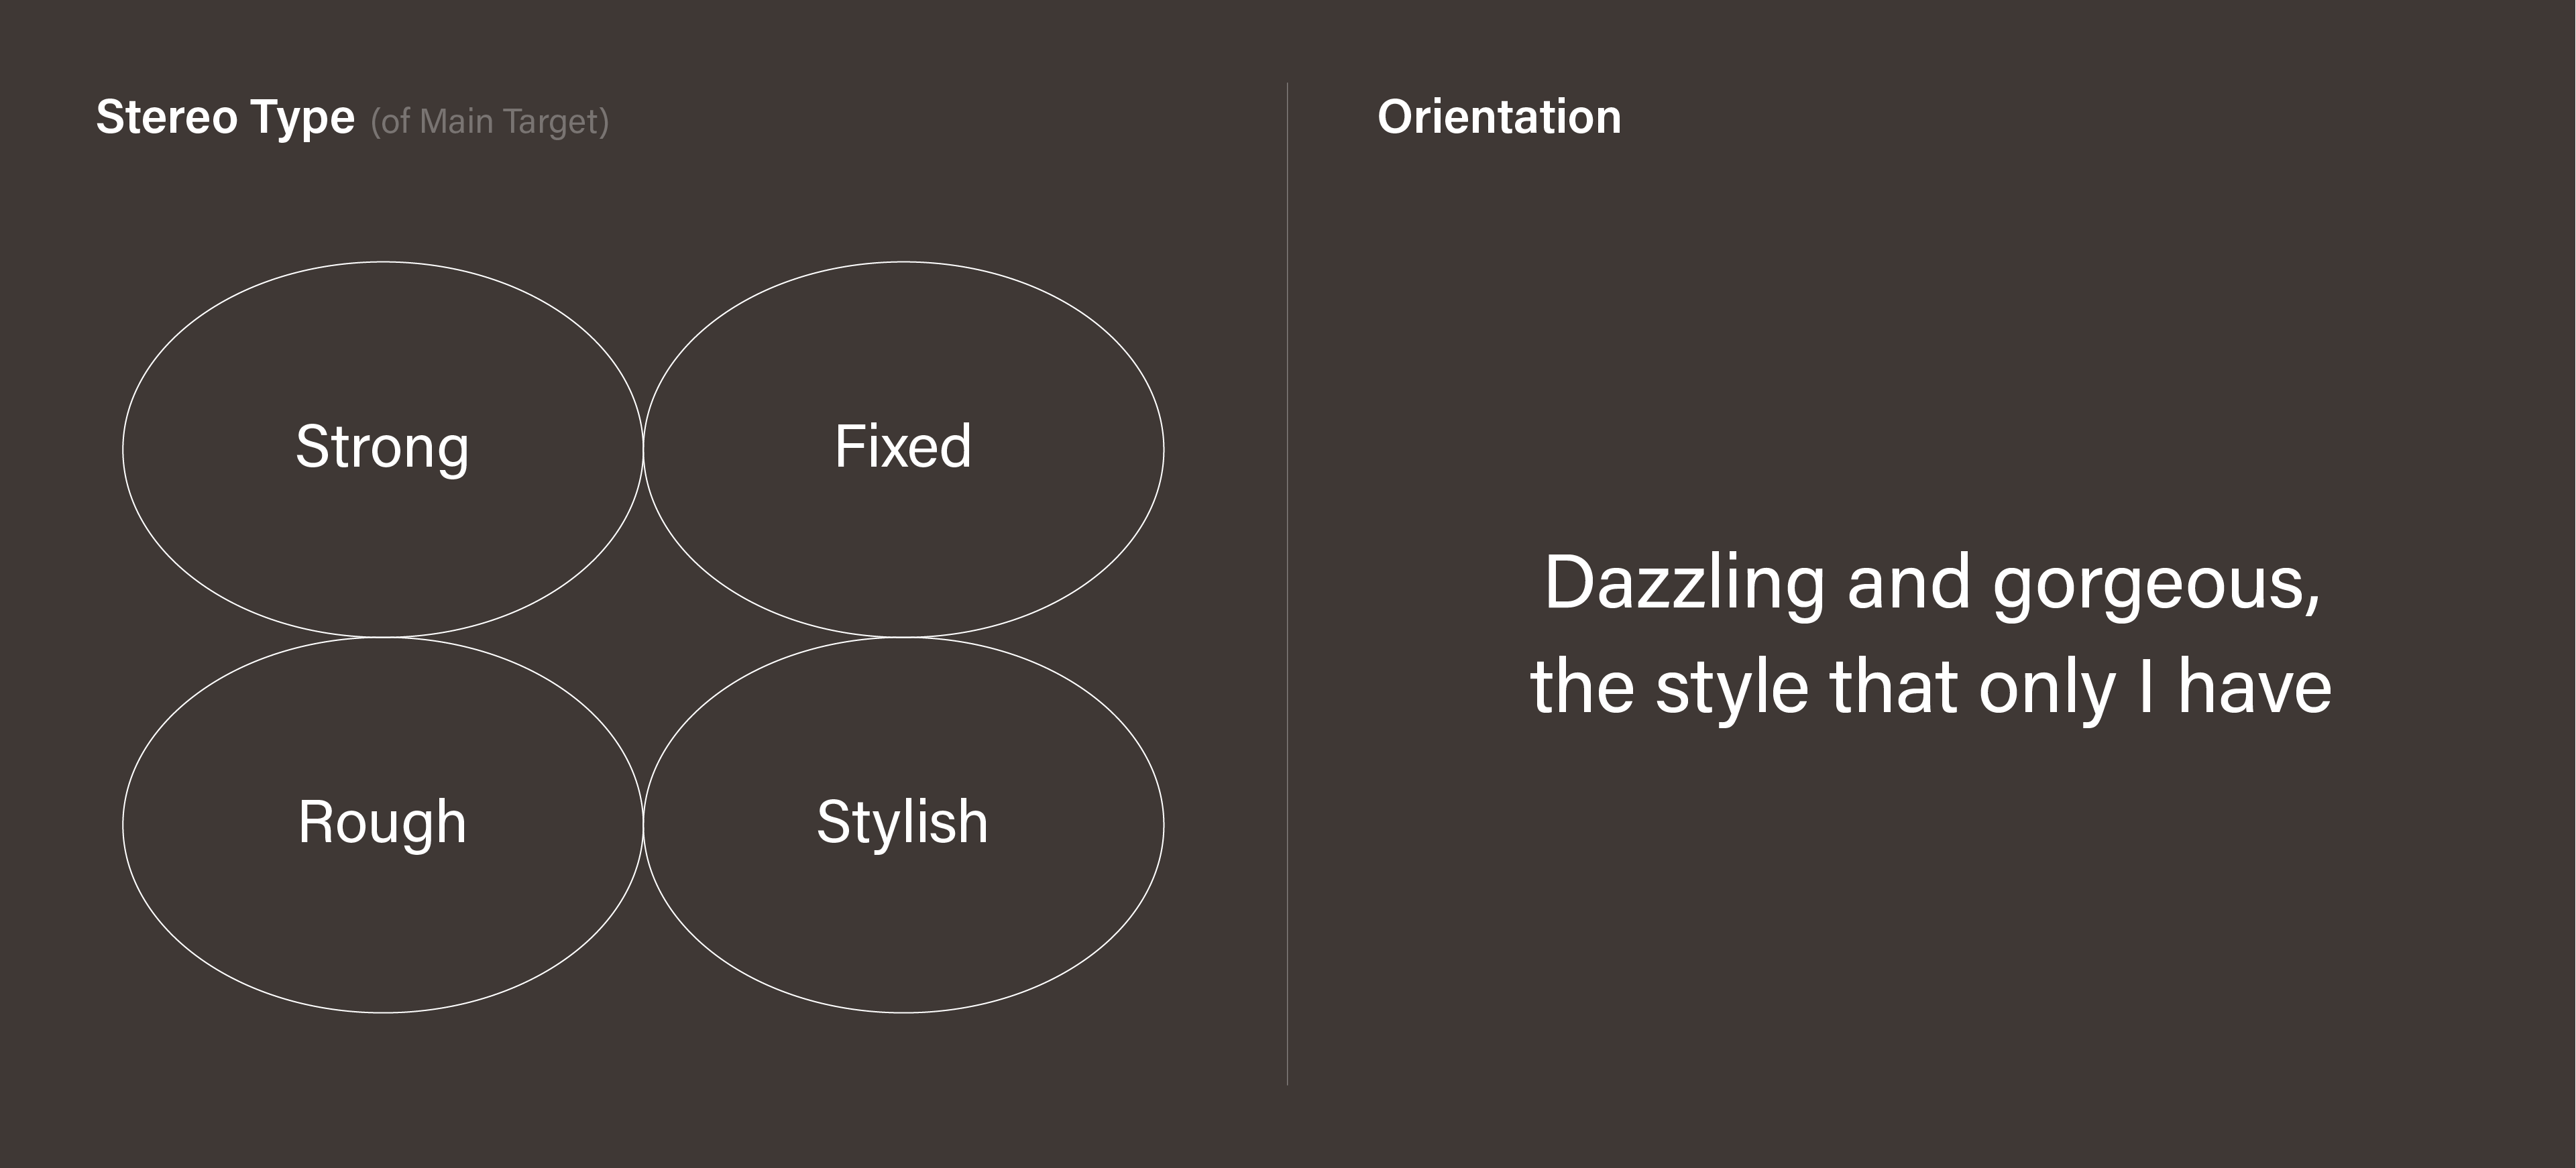 Stereo Type (of Main Target)
Strong
Fixed
Rough
Stylish
Orientation
Dazzling and gorgeous,
the style that only I have